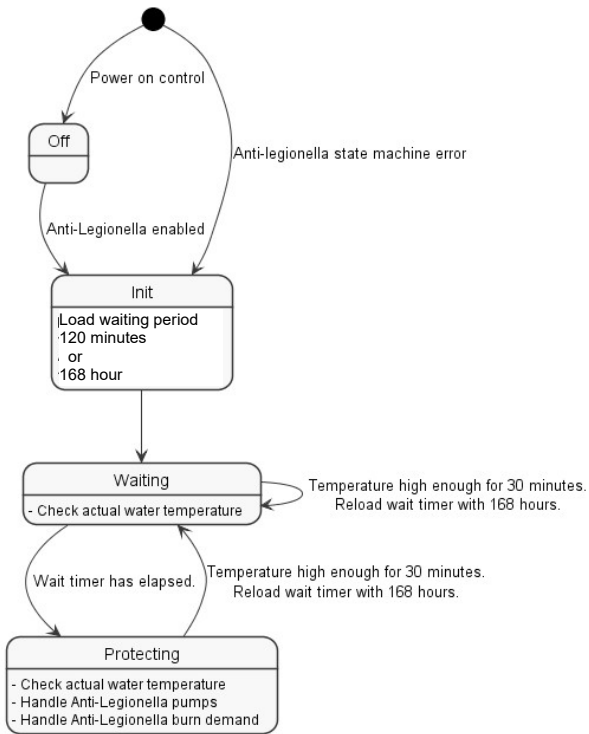 Power on control
Off
Anti-legionella state machine error
Anti-Legionella enabled
Init
Load waiting period
120 minutes
or
168 hour
Waiting
- Check actual water temperature
Temperature high enough for 30 minutes.
Reload wait timer with 168 hours.
Wait timer has elapsed.
Temperature high enough for 30 minutes.
Reload wait timer with 168 hours.
Protecting
- Check actual water temperature
- Handle Anti-Legionella pumps
- Handle Anti-Legionella burn demand